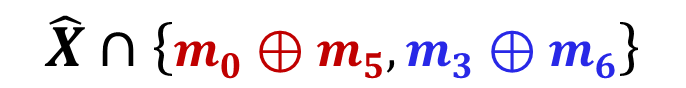 X̂ ∩ {m₀ ⊕ m₅, m₃ ⊕ m₆}